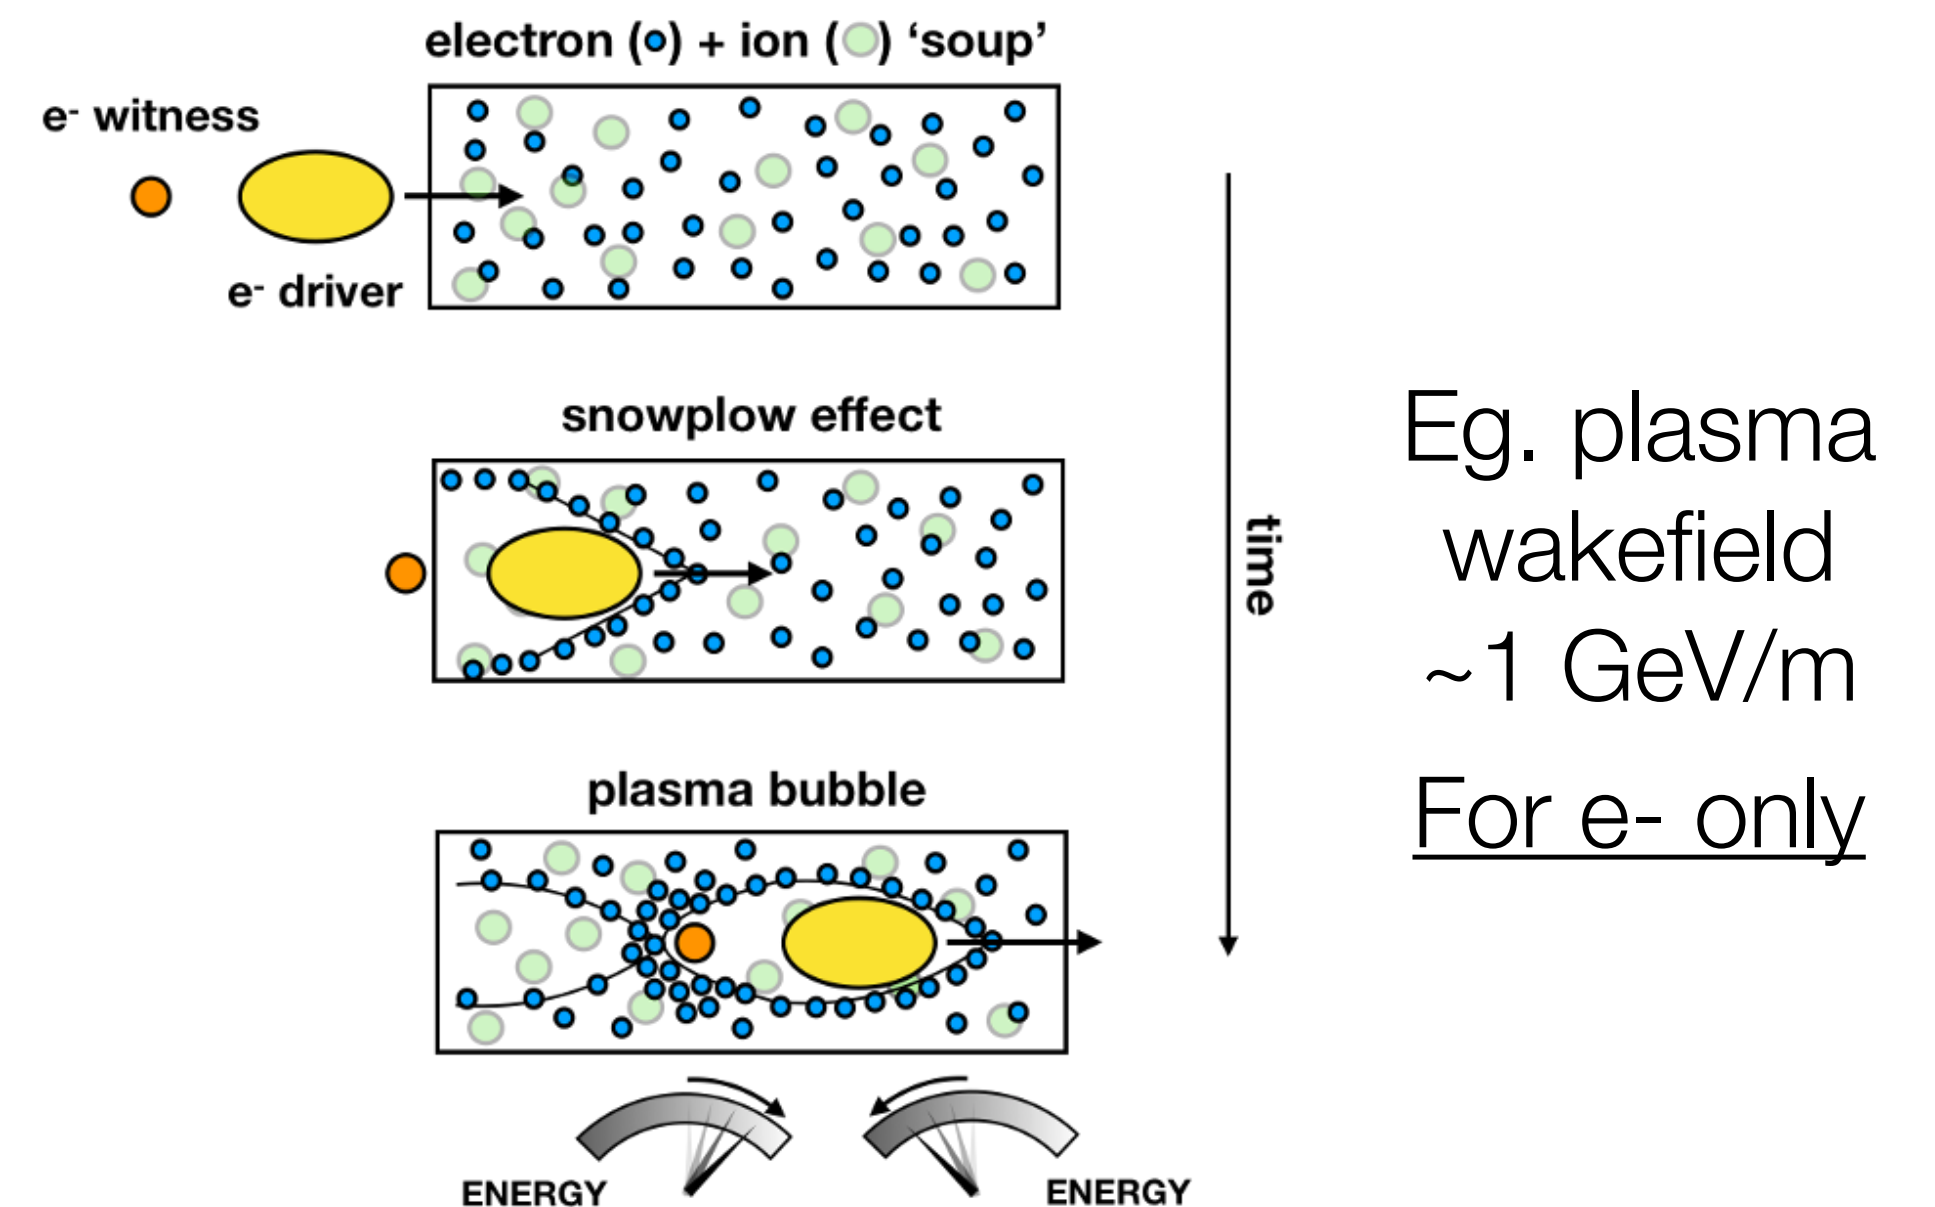 electron () + ion () ‘soup’
e- witness
e- driver
snowplow effect
time
plasma bubble
ENERGY
ENERGY
Eg. plasma
wakefield
~1 GeV/m
For e- only